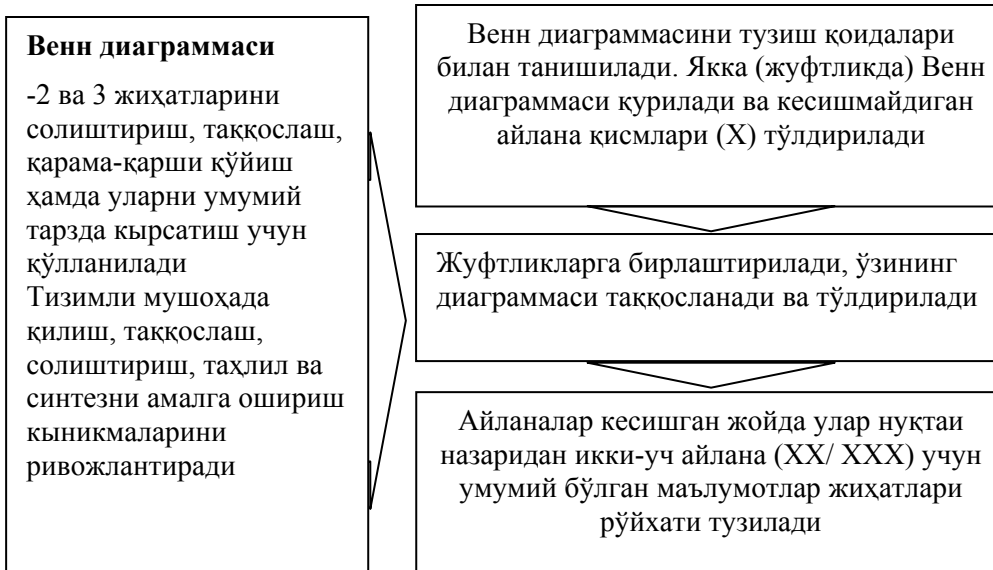 Венн диаграммаси
-2 ва 3 жиҳатларини
солиштириш, таққослаш,
қарама-қарши қўйиш
ҳамда уларни умумий
тарзда кырсатиш учун
қўлланилади
Тизимли мушоҳада
қилиш, таққослаш,
солиштириш, таҳлил ва
синтезни амалга ошириш
кыникмаларини
ривожлантиради
Венн диаграммасини тузиш қоидалари
билан танишилади. Якка (жуфтликда) Венн
диаграммаси қурилади ва кесишмайдиган
айлана қисмлари (Х) тўлдирилади
Жуфтликларга бирлаштирилади, ўзининг
диаграммаси таққосланади ва тўлдирилади
Айланалар кесишган жойда улар нуқтаи
назаридан икки-уч айлана (ХХ/ ХХХ) учун
умумий бўлган маълумотлар жиҳатлари
рўйхати тузилади